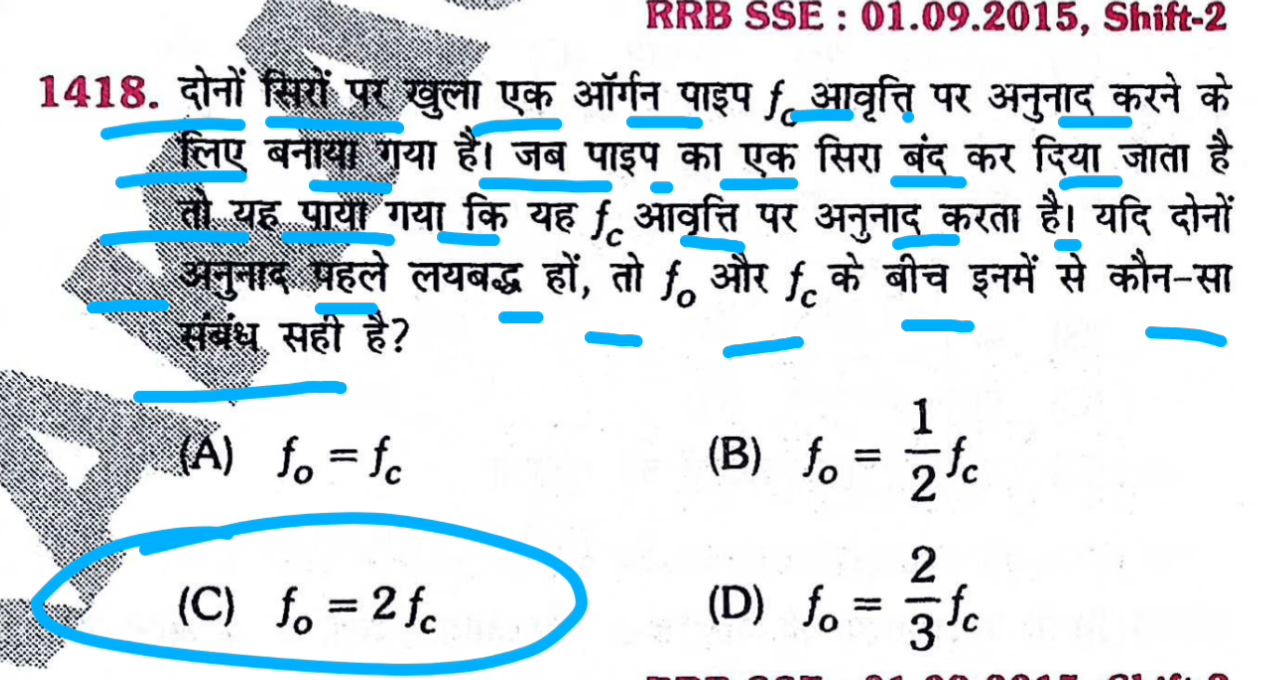 RRB SSE : 01.09.2015, Shift-2
1418. दोनों सिरों पर खुला एक ऑर्गन पाइप f_c आवृत्ति पर अनुनाद करने के
लिए बनाया गया है। जब पाइप का एक सिरा बंद कर दिया जाता है
तो यह पाया गया कि यह f_c आवृत्ति पर अनुनाद करता है। यदि दोनों
अनुनाद पहले लयबद्ध हों, तो f_o और f_c के बीच इनमें से कौन-सा
संबंध सही है?
(A) f_o = f_c (B) f_o = 1/2 f_c
(C) f_o = 2 f_c (D) f_o = 2/3 f_c